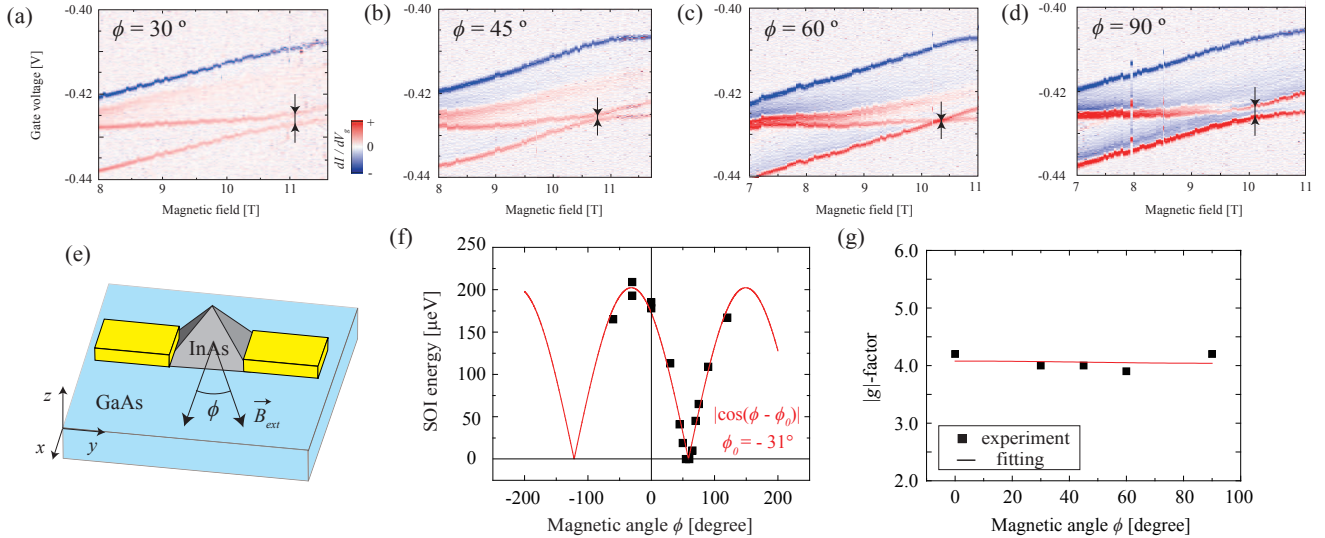 (a)
ϕ = 30 º
-0.40
-0.42
-0.44
Gate voltage [V]
8
9
10
11
Magnetic field [T]
+
0
-
dI / dVg
(b)
ϕ = 45 º
-0.40
-0.42
-0.44
8
9
10
11
Magnetic field [T]
(c)
ϕ = 60 º
-0.40
-0.42
-0.44
7
8
9
10
11
Magnetic field [T]
(d)
ϕ = 90 º
-0.40
-0.42
-0.44
7
8
9
10
11
Magnetic field [T]
(e)
InAs
GaAs
ϕ
B⃗ext
z
x
y
(f)
SOI energy [µeV]
250
200
150
100
50
0
-200
-100
0
100
200
Magnetic angle ϕ [degree]
|cos(ϕ - ϕ0)|
ϕ0 = - 31°
(g)
|g|-factor
6.0
4.0
2.0
0
20
40
60
80
100
Magnetic angle ϕ [degree]
experiment
fitting